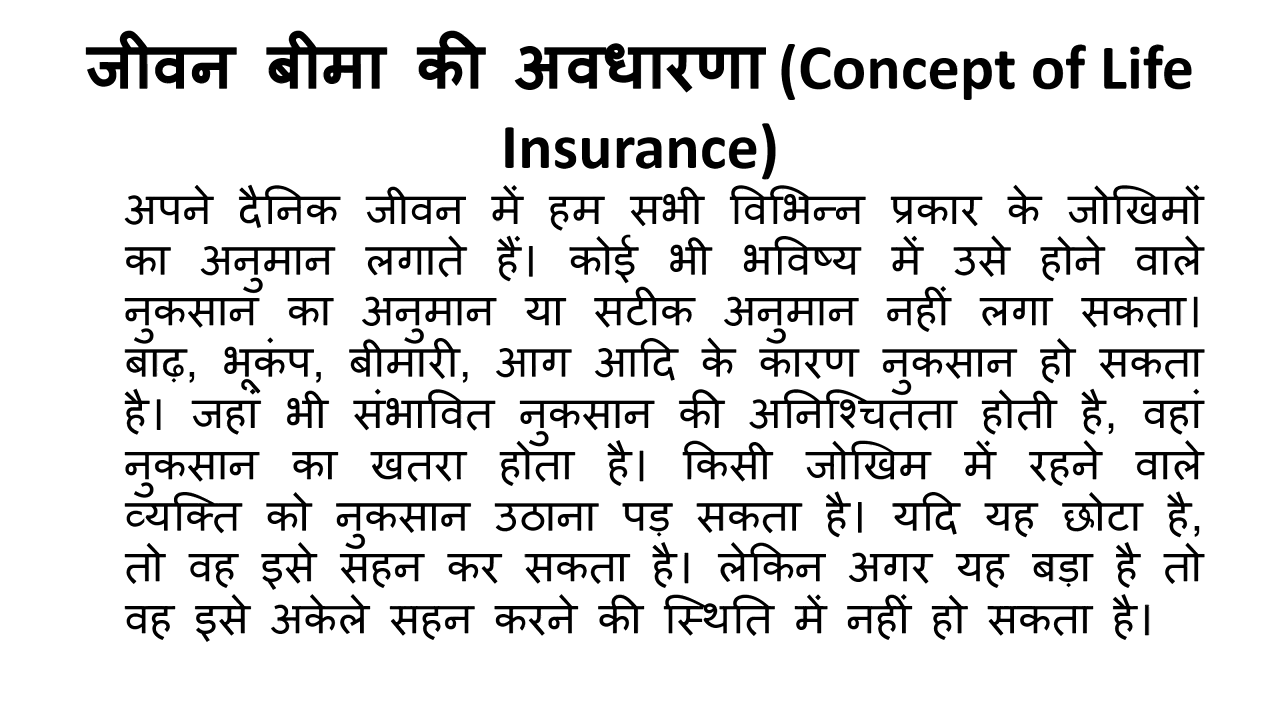 जीवन बीमा की अवधारणा (Concept of Life
Insurance)
अपने दैनिक जीवन में हम सभी विभिन्न प्रकार के जोखिमों
का अनुमान लगाते हैं। कोई भी भविष्य में उसे होने वाले
नुकसान का अनुमान या सटीक अनुमान नहीं लगा सकता।
बाढ़, भूकंप, बीमारी, आग आदि के कारण नुकसान हो सकता
है। जहां भी संभावित नुकसान की अनिश्चितता होती है, वहां
नुकसान का खतरा होता है। किसी जोखिम में रहने वाले
व्यक्ति को नुकसान उठाना पड़ सकता है। यदि यह छोटा है,
तो वह इसे सहन कर सकता है। लेकिन अगर यह बड़ा है तो
वह इसे अकेले सहन करने की स्थिति में नहीं हो सकता है।